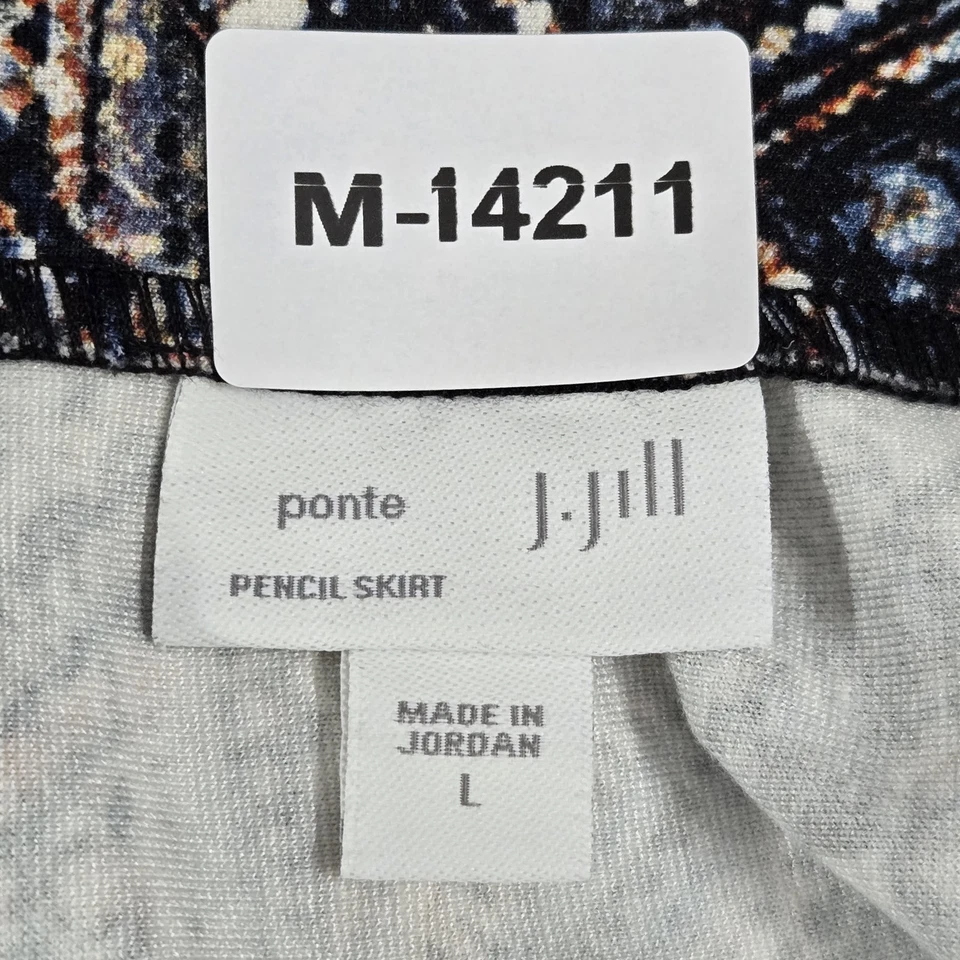 M-14211
ponte
J.Jill
PENCIL SKIRT
MADE IN
JORDAN
L